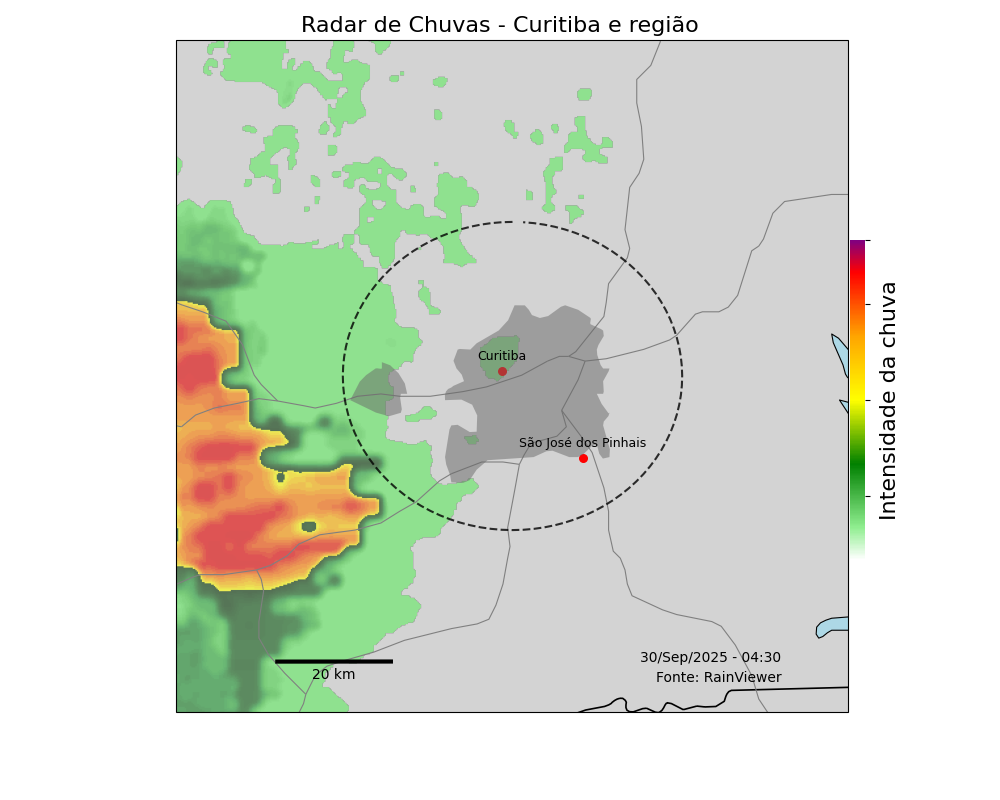 Radar de Chuvas - Curitiba e região
Curitiba
São José dos Pinhais
Intensidade da chuva
20 km
30/Sep/2025 - 04:30
Fonte: RainViewer